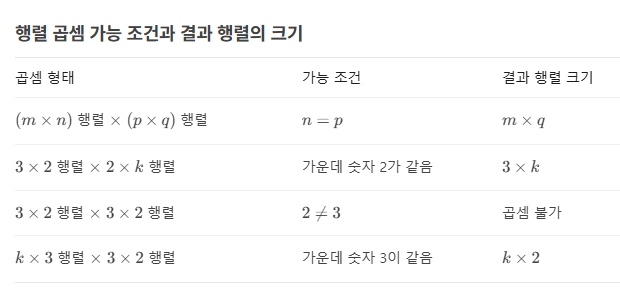 행렬 곱셈 가능 조건과 결과 행렬의 크기
곱셈 형태 가능 조건 결과 행렬 크기
(m × n) 행렬 × (p × q) 행렬 n = p m × q
3 × 2 행렬 × 2 × k 행렬 가운데 숫자 2가 같음 3 × k
3 × 2 행렬 × 3 × 2 행렬 2 ≠ 3 곱셈 불가
k × 3 행렬 × 3 × 2 행렬 가운데 숫자 3이 같음 k × 2